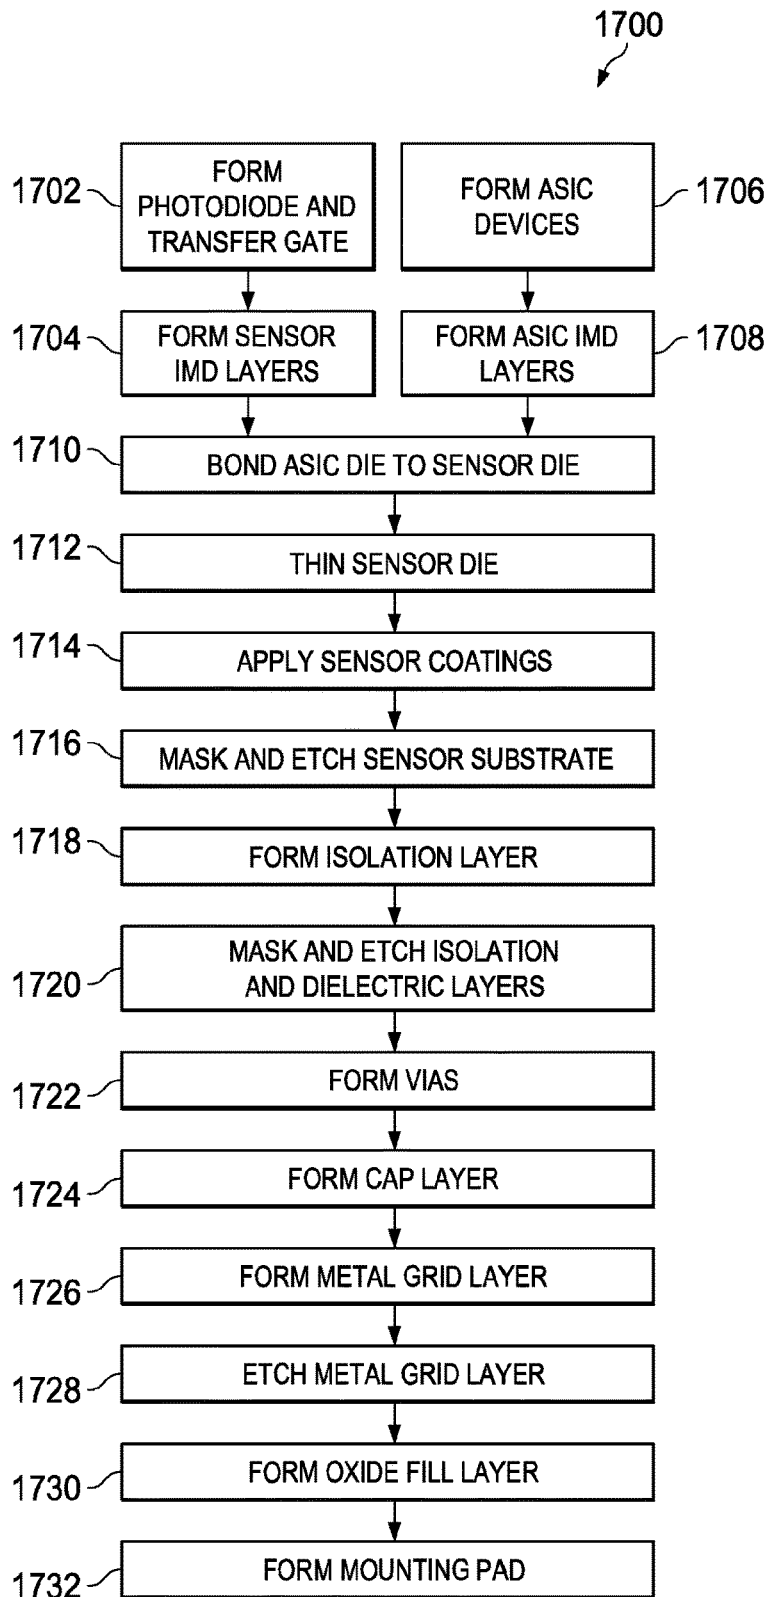 1700
1702
FORM
PHOTODIODE AND
TRANSFER GATE
FORM ASIC
DEVICES
1706
1704
FORM SENSOR
IMD LAYERS
FORM ASIC IMD
LAYERS
1708
1710
BOND ASIC DIE TO SENSOR DIE
1712
THIN SENSOR DIE
1714
APPLY SENSOR COATINGS
1716
MASK AND ETCH SENSOR SUBSTRATE
1718
FORM ISOLATION LAYER
1720
MASK AND ETCH ISOLATION
AND DIELECTRIC LAYERS
1722
FORM VIAS
1724
FORM CAP LAYER
1726
FORM METAL GRID LAYER
1728
ETCH METAL GRID LAYER
1730
FORM OXIDE FILL LAYER
1732
FORM MOUNTING PAD